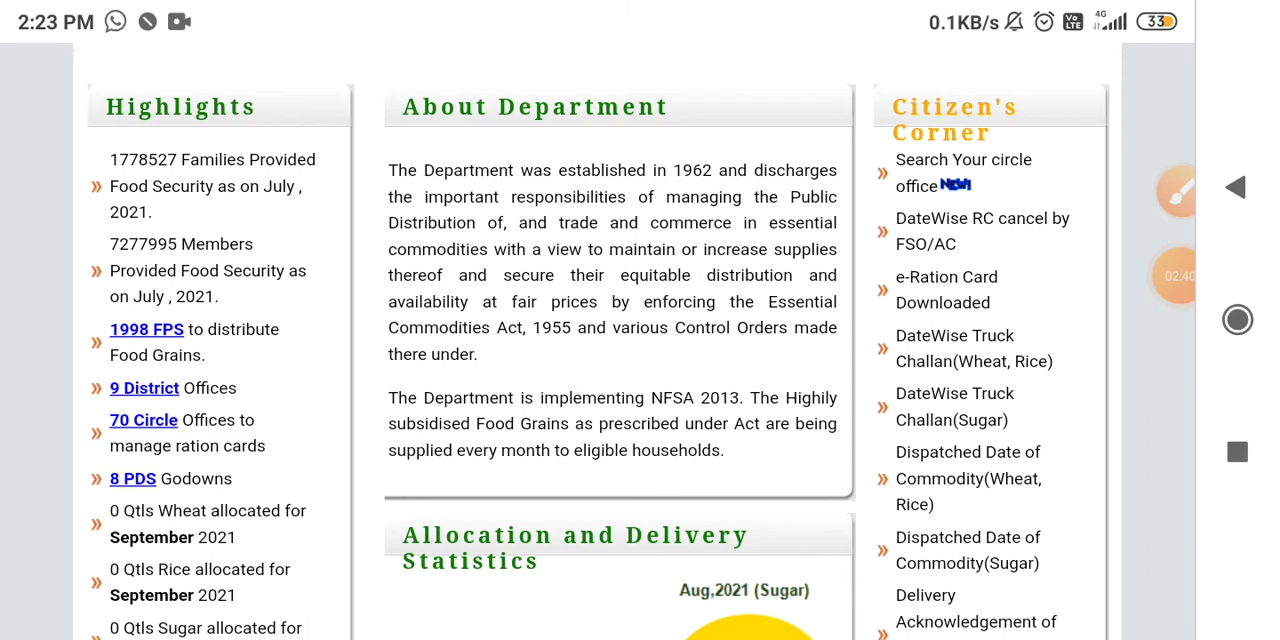 2:23 PM
0.1KB/s
Vo LTE
4G
33
Highlights
1778527 Families Provided
Food Security as on July ,
2021.
7277995 Members
Provided Food Security as
on July , 2021.
1998 FPS to distribute
Food Grains.
9 District Offices
70 Circle Offices to
manage ration cards
8 PDS Godowns
0 Qtls Wheat allocated for
September 2021
0 Qtls Rice allocated for
September 2021
0 Qtls Sugar allocated for
About Department
The Department was established in 1962 and discharges
the important responsibilities of managing the Public
Distribution of, and trade and commerce in essential
commodities with a view to maintain or increase supplies
thereof and secure their equitable distribution and
availability at fair prices by enforcing the Essential
Commodities Act, 1955 and various Control Orders made
there under.
The Department is implementing NFSA 2013. The Highily
subsidised Food Grains as prescribed under Act are being
supplied every month to eligible households.
Allocation and Delivery
Statistics
Aug,2021 (Sugar)
Citizen's
Corner
Search Your circle
office New!
DateWise RC cancel by
FSO/AC
e-Ration Card
Downloaded
DateWise Truck
Challan(Wheat, Rice)
DateWise Truck
Challan(Sugar)
Dispatched Date of
Commodity(Wheat,
Rice)
Dispatched Date of
Commodity(Sugar)
Delivery
Acknowledgement of
02:40